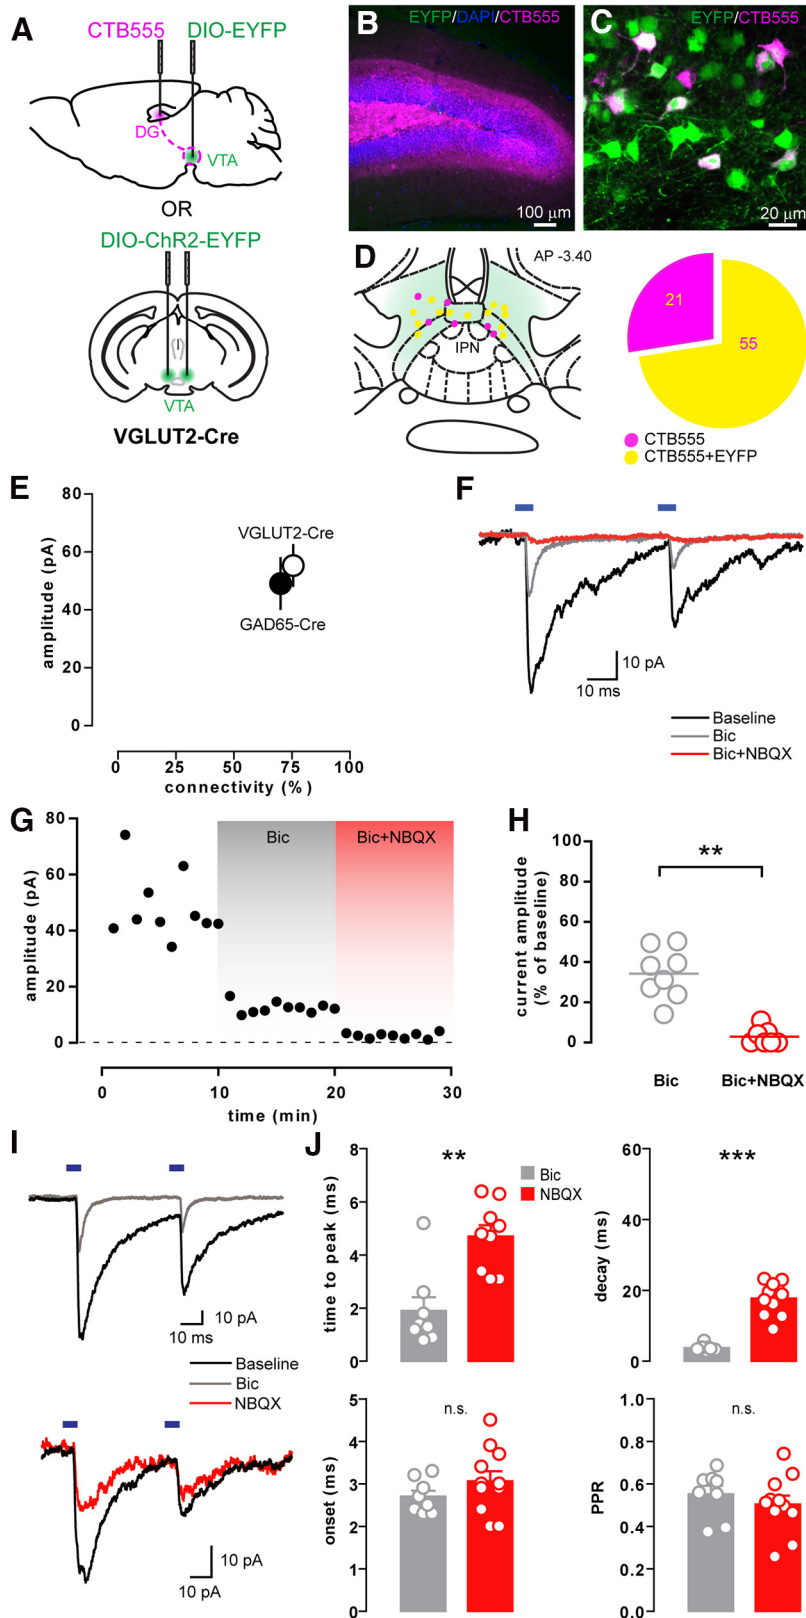 A
CTB555 DIO-EYFP
DG
VTA
OR
DIO-ChR2-EYFP
VTA
VGLUT2-Cre
B
EYFP/DAPI/CTB555
100 µm
C
EYFP/CTB555
20 µm
D
AP -3.40
IPN
21
55
CTB555
CTB555+EYFP
E
80
60
40
20
0
amplitude (pA)
VGLUT2-Cre
GAD65-Cre
0 25 50 75 100
connectivity (%)
F
10 pA
10 ms
Baseline
Bic
Bic+NBQX
G
80
60
40
20
0
amplitude (pA)
Bic
Bic+NBQX
0 10 20 30
time (min)
H
100
80
60
40
20
0
current amplitude
(% of baseline)
**
Bic Bic+NBQX
I
10 pA
10 ms
Baseline
Bic
NBQX
10 pA
10 pA
J
8
6
4
2
0
time to peak (ms)
**
Bic
NBQX
60
40
20
0
decay (ms)
***
5
4
3
2
1
0
onset (ms)
n.s.
1.0
0.8
0.6
0.4
0.2
0.0
PPR
n.s.